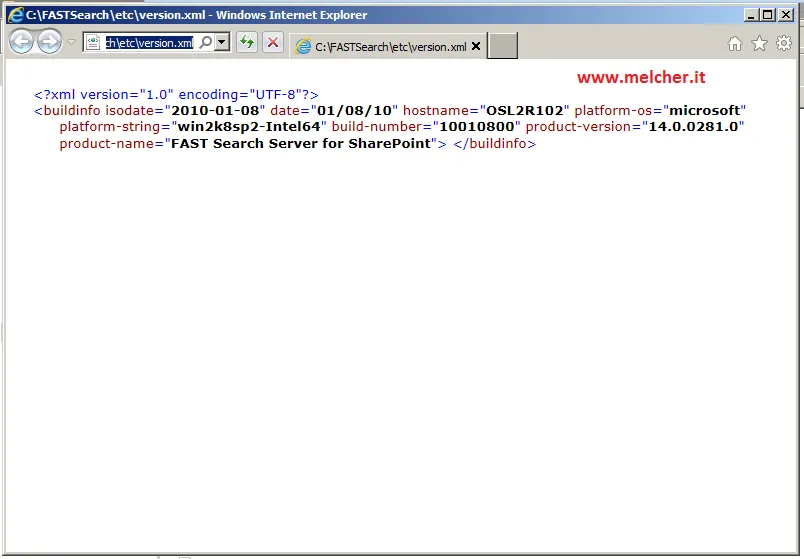 C:\FASTSearch\etc\version.xml - Windows Internet Explorer
ch\etc\version.xml
C:\FASTSearch\etc\version.xml
www.melcher.it
<?xml version="1.0" encoding="UTF-8"?>
<buildinfo isodate="2010-01-08" date="01/08/10" hostname="OSL2R102" platform-os="microsoft"
platform-string="win2k8sp2-Intel64" build-number="10010800" product-version="14.0.0281.0"
product-name="FAST Search Server for SharePoint"> </buildinfo>